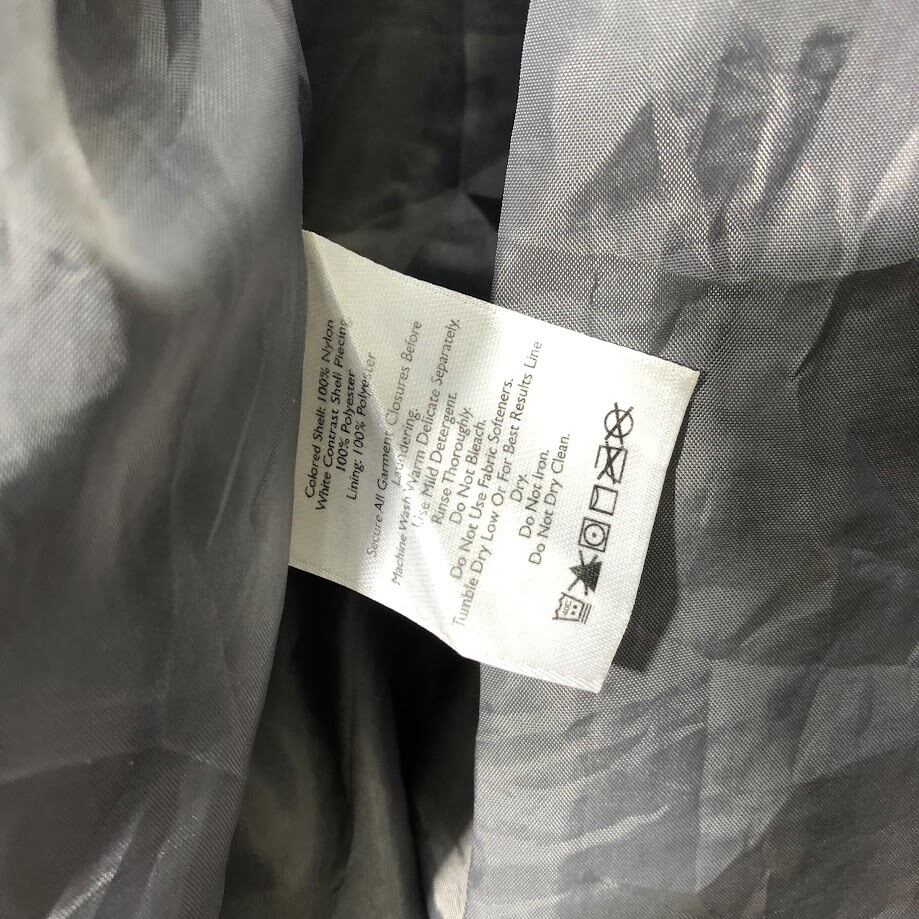 Colored Shell: 100% Nylon
White Contrast Shell Piecing
100% Polyester
Lining: 100% Polyester
Secure All Garment Closures Before
Laundering.
Machine Wash Warm Delicate Separately.
Use Mild Detergent.
Rinse Thoroughly.
Do Not Bleach.
Do Not Use Fabric Softeners.
Tumble Dry Low Or For Best Results Line
Dry.
Do Not Iron.
Do Not Dry Clean.
40C